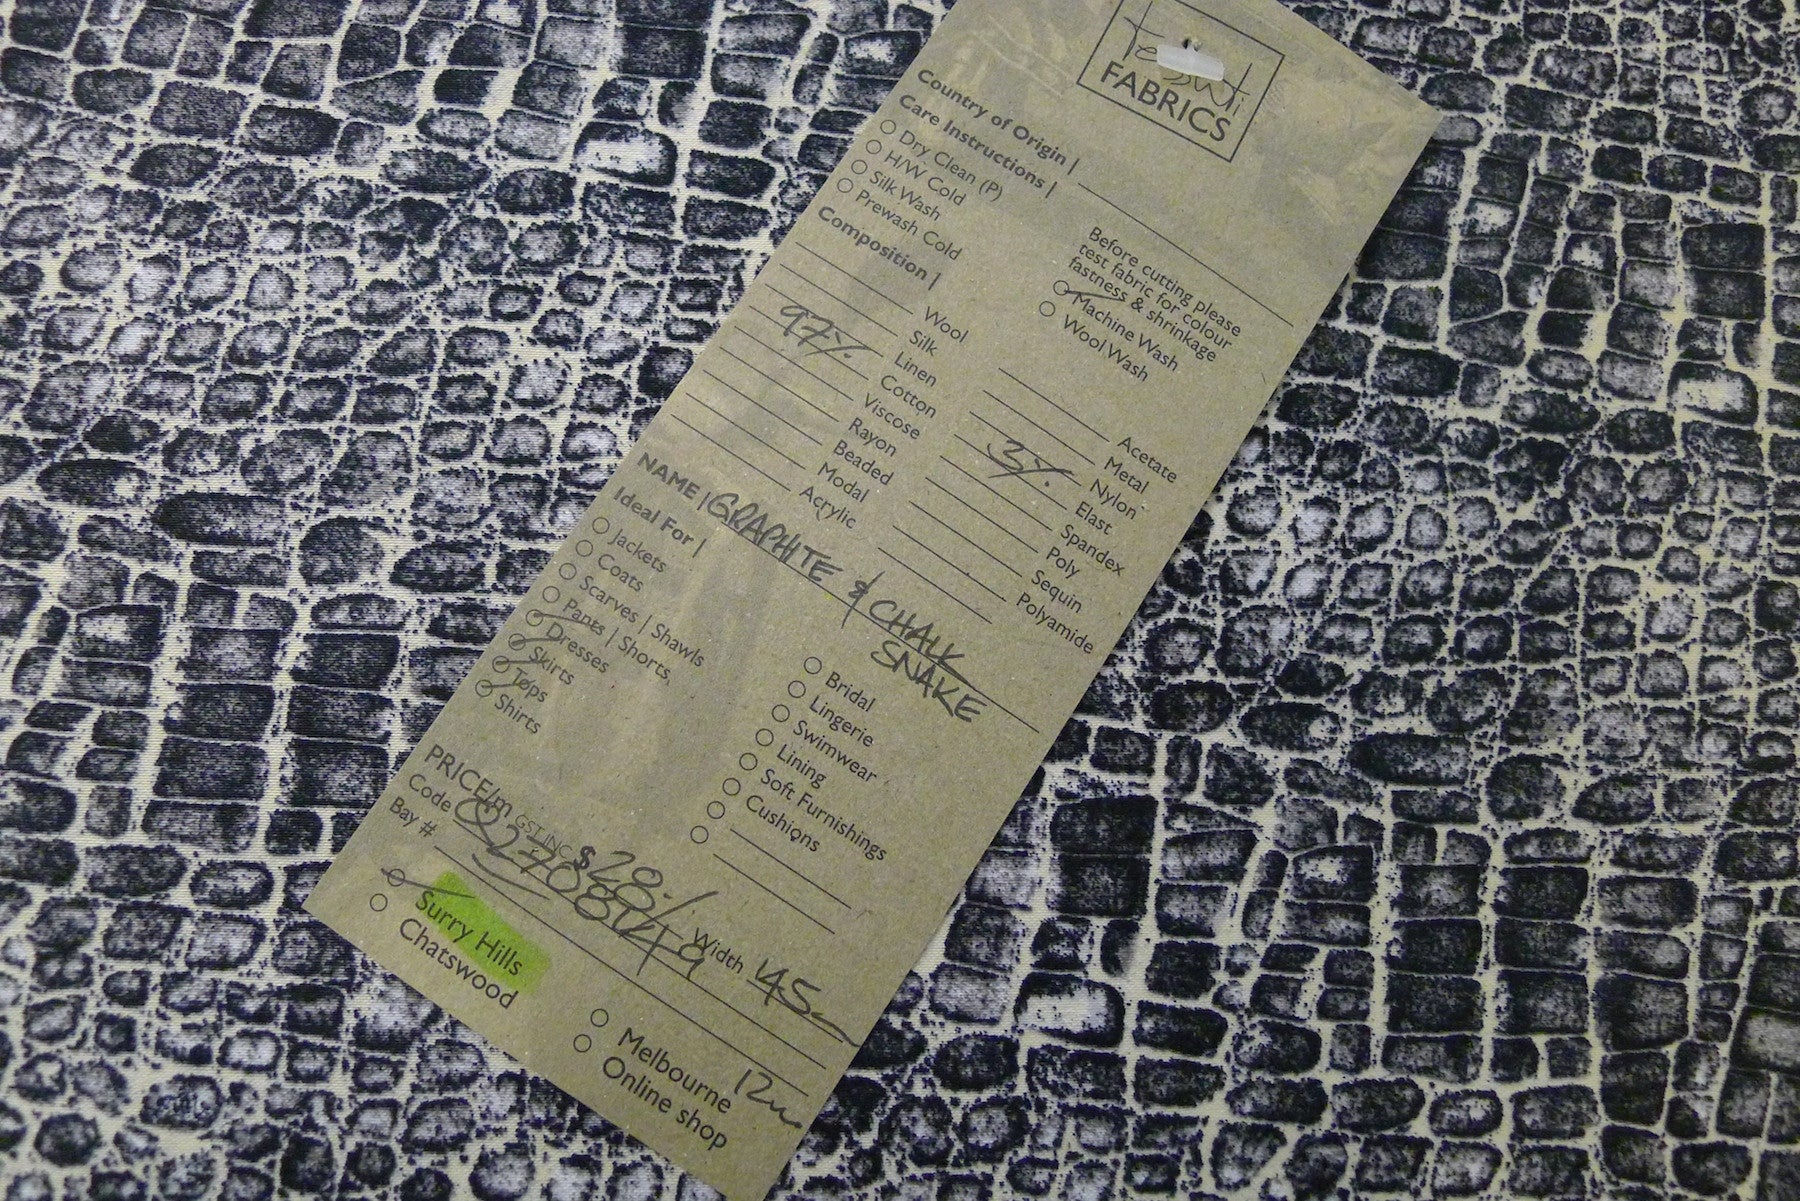 tessuti
FABRICS
Country of Origin |
Care Instructions |
Dry Clean (P)
H/W Cold
Silk Wash
Prewash Cold
Before cutting please
test fabric for colour
fastness & shrinkage
Machine Wash
Wool Wash
Composition |
Wool
Silk
Linen
97% Cotton
Viscose
Rayon
Beaded
Modal
Acrylic
Acetate
Metal
Nylon
3% Elast
Spandex
Poly
Sequin
Polyamide
NAME | GRAPHITE & CHALK
SNAKE
Ideal For |
Jackets
Coats
Scarves | Shawls
Pants | Shorts
Dresses
Skirts
Tops
Shirts
Bridal
Lingerie
Swimwear
Lining
Soft Furnishings
Cushions
PRICE/m GST INC $ 28.- Width 145
Code
Bay #
Surry Hills
Chatswood
Melbourne
Online shop
12m